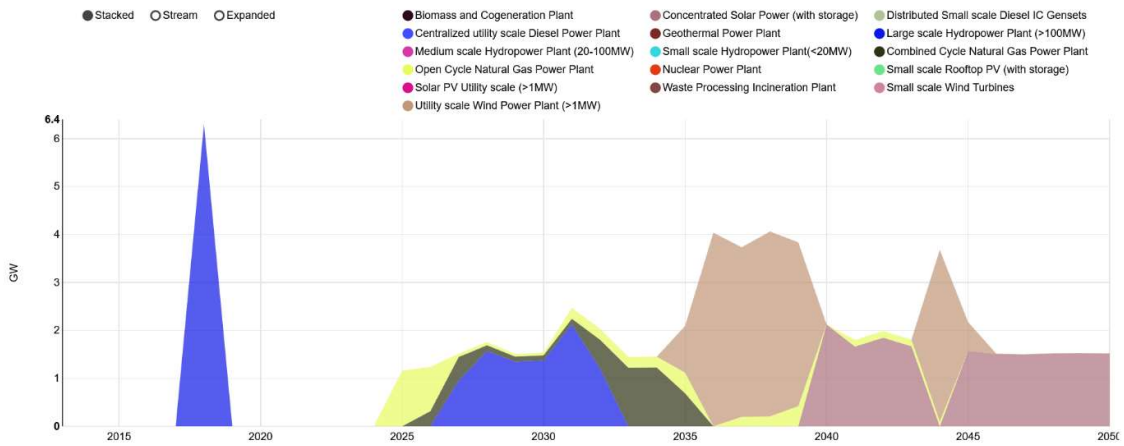 Stacked Stream Expanded
Biomass and Cogeneration Plant Concentrated Solar Power (with storage) Distributed Small scale Diesel IC Gensets
Centralized utility scale Diesel Power Plant Geothermal Power Plant Large scale Hydropower Plant (>100MW)
Medium scale Hydropower Plant (20-100MW) Small scale Hydropower Plant(<20MW) Combined Cycle Natural Gas Power Plant
Open Cycle Natural Gas Power Plant Nuclear Power Plant Small scale Rooftop PV (with storage)
Solar PV Utility scale (>1MW) Waste Processing Incineration Plant Small scale Wind Turbines
Utility scale Wind Power Plant (>1MW)
6.4
6
5
4
GW
3
2
1
0
2015 2020 2025 2030 2035 2040 2045